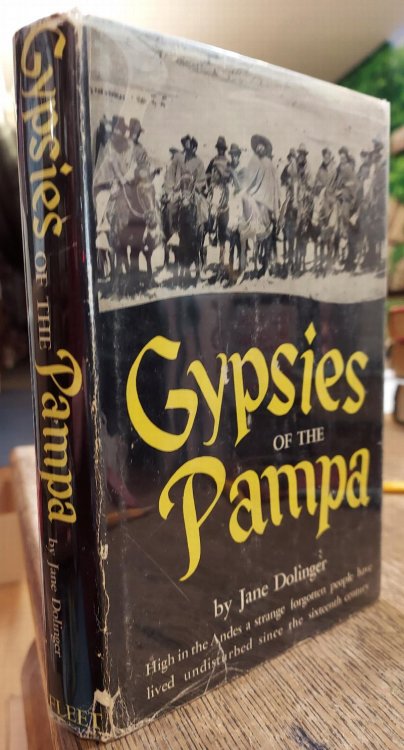 Gypsies OF THE Pampa by Jane Dolinger
FLEET
Gypsies
OF THE
Pampa
by Jane Dolinger
High in the Andes a strange forgotten people have
lived undisturbed since the sixteenth century